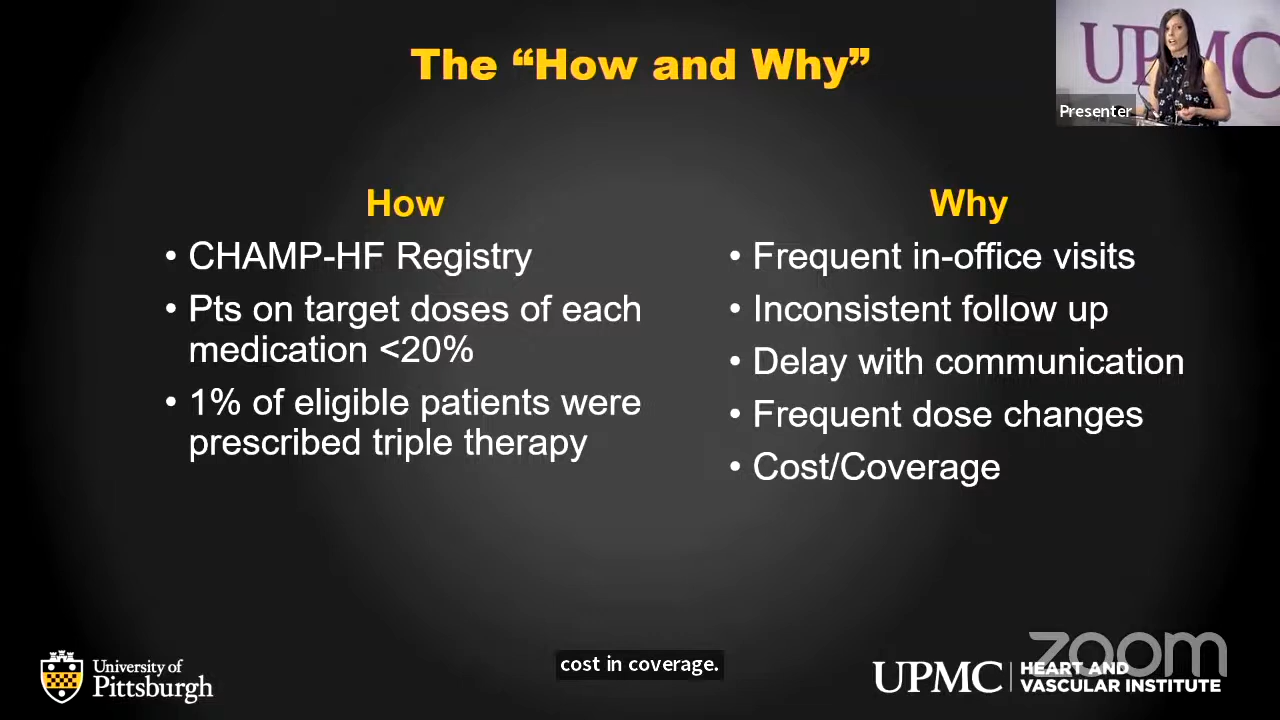 The “How and Why”
UPMC
Presenter
How
• CHAMP-HF Registry
• Pts on target doses of each
medication <20%
• 1% of eligible patients were
prescribed triple therapy
Why
• Frequent in-office visits
• Inconsistent follow up
• Delay with communication
• Frequent dose changes
• Cost/Coverage
University of
Pittsburgh
cost in coverage.
UPMC
HEART AND
VASCULAR INSTITUTE
zoom